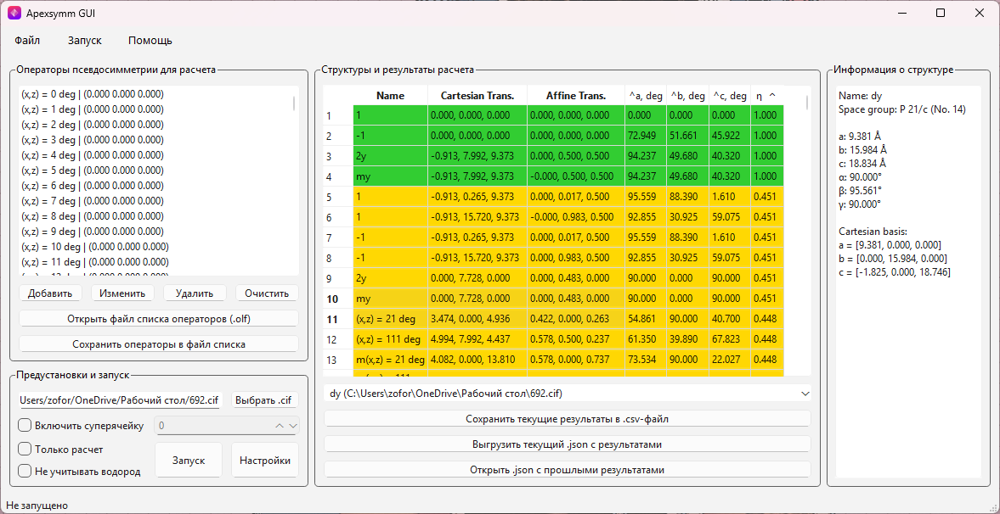 Apexsymm GUI
Файл Запуск Помощь
Операторы псевдосимметрии для расчета
(x,z) = 0 deg | (0.000 0.000 0.000)
(x,z) = 1 deg | (0.000 0.000 0.000)
(x,z) = 2 deg | (0.000 0.000 0.000)
(x,z) = 3 deg | (0.000 0.000 0.000)
(x,z) = 4 deg | (0.000 0.000 0.000)
(x,z) = 5 deg | (0.000 0.000 0.000)
(x,z) = 6 deg | (0.000 0.000 0.000)
(x,z) = 7 deg | (0.000 0.000 0.000)
(x,z) = 8 deg | (0.000 0.000 0.000)
(x,z) = 9 deg | (0.000 0.000 0.000)
(x,z) = 10 deg | (0.000 0.000 0.000)
(x,z) = 11 deg | (0.000 0.000 0.000)
Добавить Изменить Удалить Очистить
Открыть файл списка операторов (.olf)
Сохранить операторы в файл списка
Предустановки и запуск
Users/zofor/OneDrive/Рабочий стол/692.cif Выбрать .cif
Включить суперячейку 0
Только расчет
Не учитывать водород
Запуск Настройки
Структуры и результаты расчета
Name Cartesian Trans. Affine Trans. ^a, deg ^b, deg ^c, deg η
1 1 0.000, 0.000, 0.000 0.000, 0.000, 0.000 0.000 0.000 0.000 1.000
2 -1 0.000, 0.000, 0.000 0.000, 0.000, 0.000 72.949 51.661 45.922 1.000
3 2y -0.913, 7.992, 9.373 0.000, 0.500, 0.500 94.237 49.680 40.320 1.000
4 my -0.913, 7.992, 9.373 -0.000, 0.500, 0.500 94.237 49.680 40.320 1.000
5 1 -0.913, 0.265, 9.373 0.000, 0.017, 0.500 95.559 88.390 1.610 0.451
6 1 -0.913, 15.720, 9.373 -0.000, 0.983, 0.500 92.855 30.925 59.075 0.451
7 -1 -0.913, 0.265, 9.373 0.000, 0.017, 0.500 95.559 88.390 1.610 0.451
8 -1 -0.913, 15.720, 9.373 0.000, 0.983, 0.500 92.855 30.925 59.075 0.451
9 2y 0.000, 7.728, 0.000 0.000, 0.483, 0.000 90.000 0.000 90.000 0.451
10 my 0.000, 7.728, 0.000 0.000, 0.483, 0.000 90.000 0.000 90.000 0.451
11 (x,z) = 21 deg 3.474, 0.000, 4.936 0.422, 0.000, 0.263 54.861 90.000 40.700 0.448
12 (x,z) = 111 deg 4.994, 7.992, 4.437 0.578, 0.500, 0.237 61.350 39.890 67.823 0.448
13 m(x,z) = 21 deg 4.082, 0.000, 13.810 0.578, 0.000, 0.737 73.534 90.000 22.027 0.448
dy (C:\Users\zofor\OneDrive\Рабочий стол\692.cif)
Сохранить текущие результаты в .csv-файл
Выгрузить текущий .json с результатами
Открыть .json с прошлыми результатами
Информация о структуре
Name: dy
Space group: P 21/c (No. 14)
a: 9.381 Å
b: 15.984 Å
c: 18.834 Å
α: 90.000°
β: 95.561°
γ: 90.000°
Cartesian basis:
a = [9.381, 0.000, 0.000]
b = [0.000, 15.984, 0.000]
c = [-1.825, 0.000, 18.746]
Не запущено